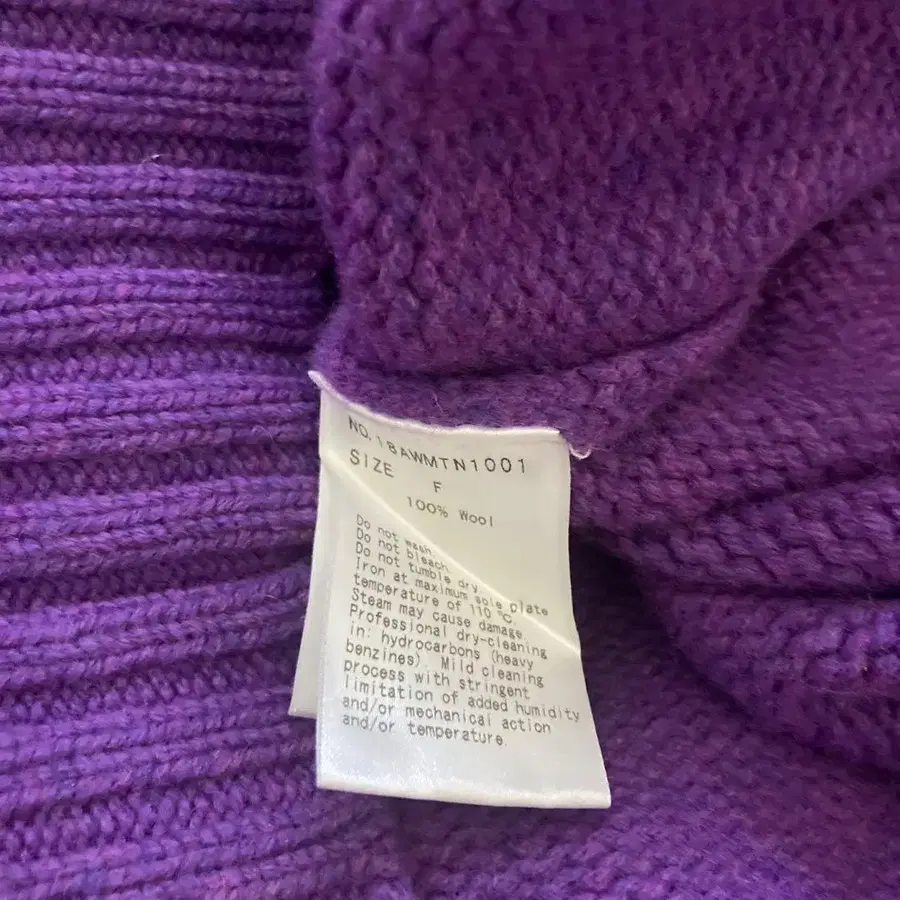 NO. 18AWMTN1001
SIZE
F
100% Wool
Do not wash.
Do not bleach.
Do not tumble dry.
Iron at maximum sole plate
temperature of 110 ℃.
Steam may cause damage.
Professional dry-cleaning
in: hydrocarbons (heavy
benzines). Mild cleaning
process with stringent
limitation of added humidity
and/or mechanical action
and/or temperature.